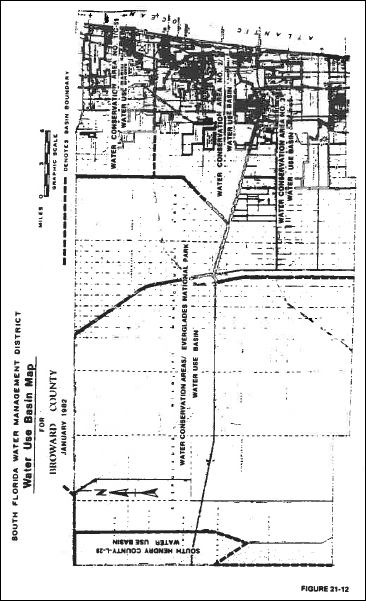 SOUTH FLORIDA WATER MANAGEMENT DISTRICT
Water Use Basin Map
FOR
BROWARD COUNTY
JANUARY 1982
MILES 0 3 6
GRAPHIC SCALE
DENOTES BASIN BOUNDARY
ATLANTIC
WATER CONSERVATION AREA NO.
WATER USE BASIN
WATER CONSERVATION AREA NO. 2
WATER USE BASIN
WATER CONSERVATION AREA NO.
WATER USE BASIN
WATER CONSERVATION AREAS/ EVERGLADES NATIONAL PARK
WATER USE BASIN
N
SOUTH HENDRY COUNTY-L-28
WATER USE BASIN
FIGURE 21-12